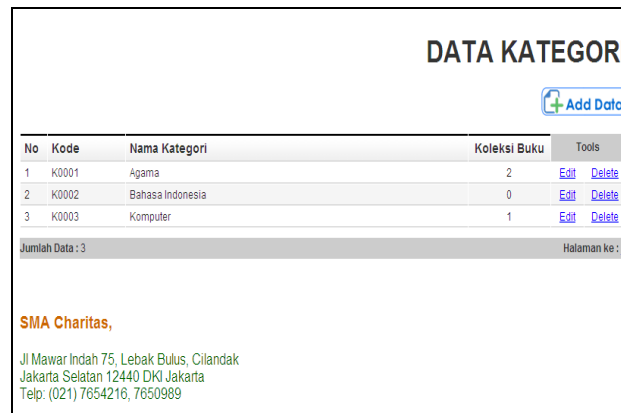 DATA KATEGOR
Add Data
No Kode Nama Kategori Koleksi Buku Tools
1 K0001 Agama 2 Edit Delete
2 K0002 Bahasa Indonesia 0 Edit Delete
3 K0003 Komputer 1 Edit Delete
Jumlah Data : 3 Halaman ke :
SMA Charitas,
Jl Mawar Indah 75, Lebak Bulus, Cilandak
Jakarta Selatan 12440 DKI Jakarta
Telp: (021) 7654216, 7650989